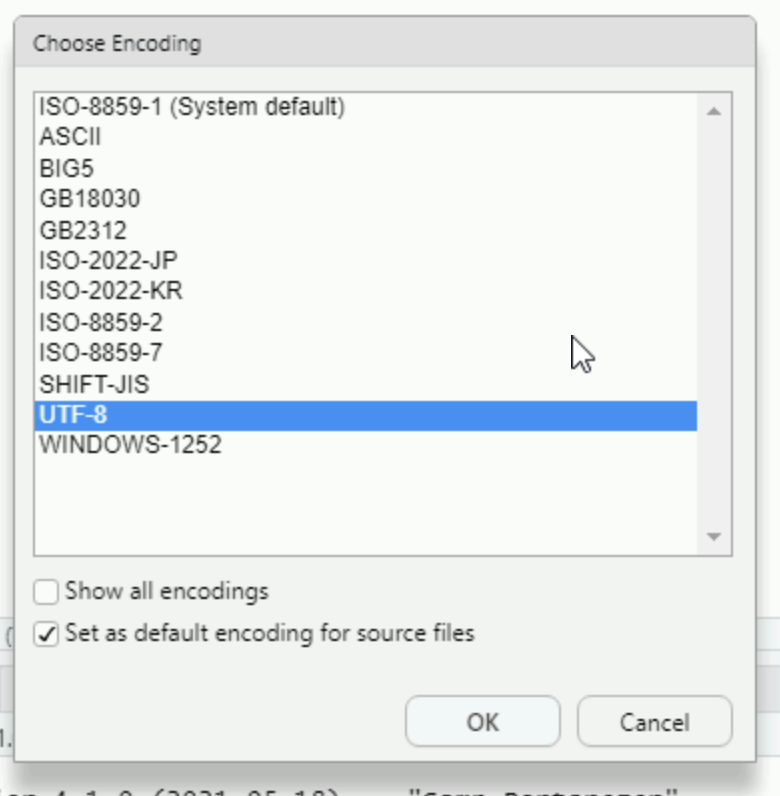 Choose Encoding
ISO-8859-1 (System default)
ASCII
BIG5
GB18030
GB2312
ISO-2022-JP
ISO-2022-KR
ISO-8859-2
ISO-8859-7
SHIFT-JIS
UTF-8
WINDOWS-1252
Show all encodings
Set as default encoding for source files
OK Cancel